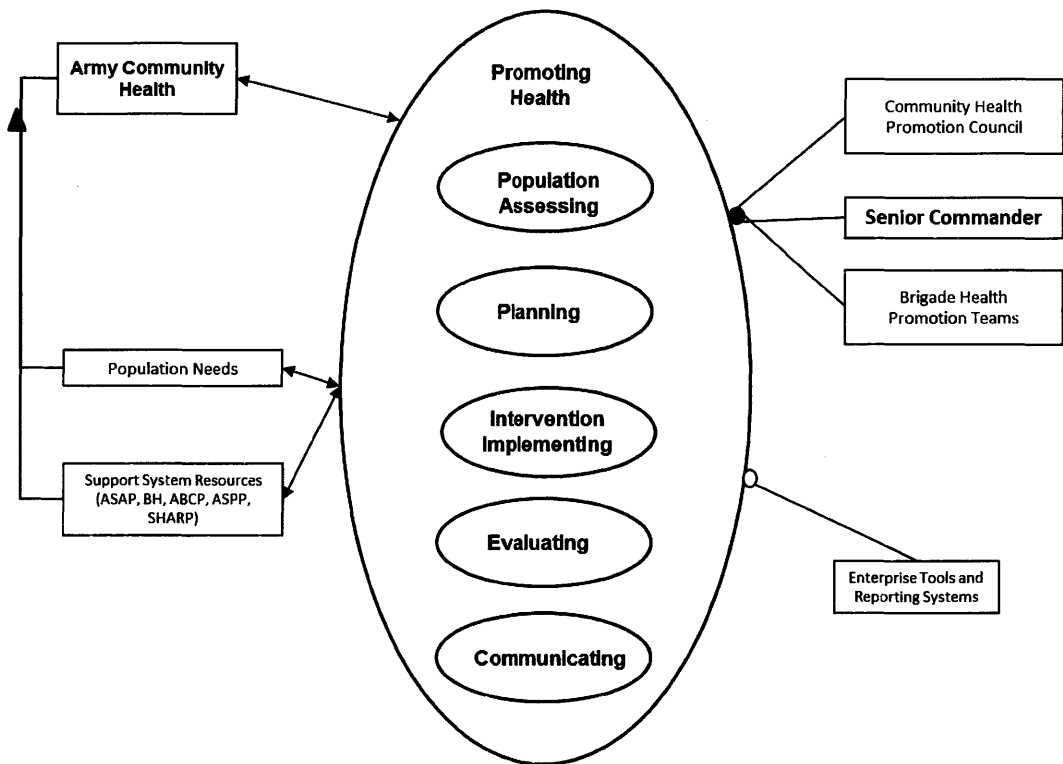 Army Community
Health
Promoting
Health
Community Health
Promotion Council
Population
Assessing
Senior Commander
Planning
Brigade Health
Promotion Teams
Population Needs
Intervention
Implementing
Support System Resources
(ASAP, BH, ABCP, ASPP,
SHARP)
Evaluating
Enterprise Tools and
Reporting Systems
Communicating